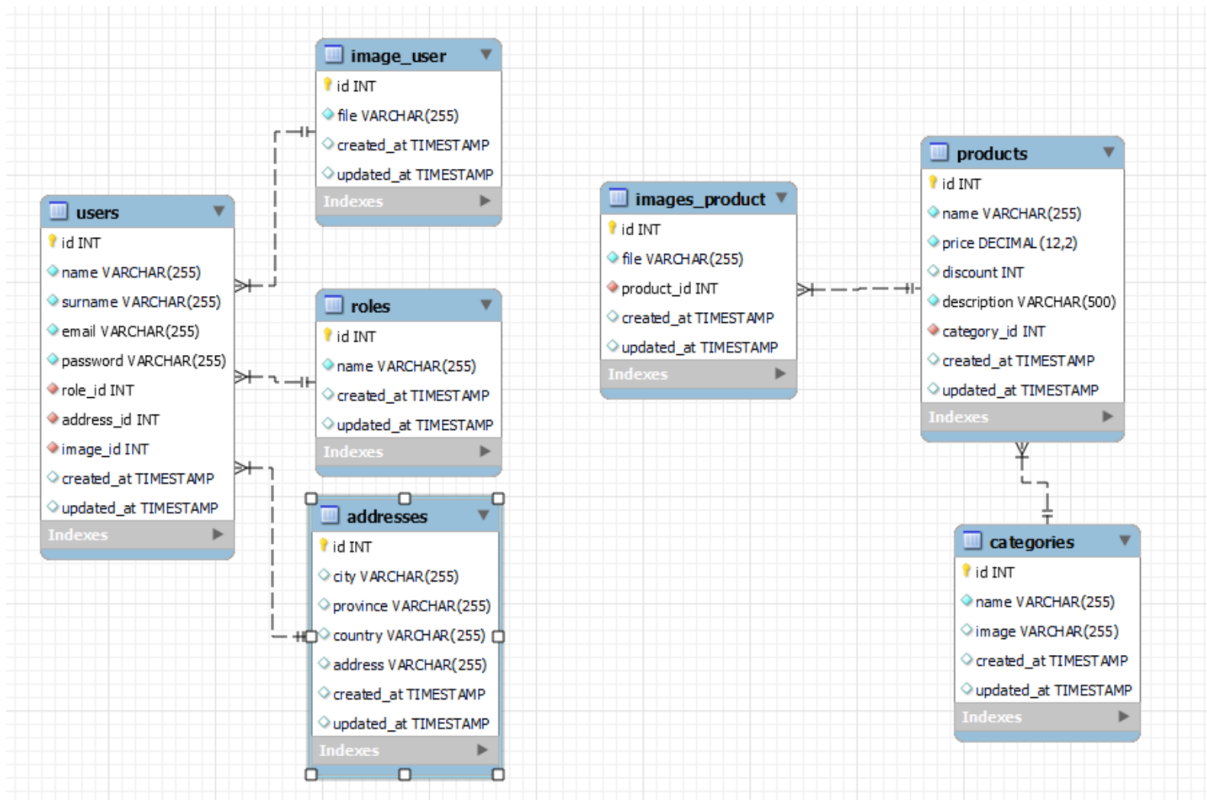 image_user
id INT
file VARCHAR(255)
created_at TIMESTAMP
updated_at TIMESTAMP
Indexes
users
id INT
name VARCHAR(255)
surname VARCHAR(255)
email VARCHAR(255)
password VARCHAR(255)
role_id INT
address_id INT
image_id INT
created_at TIMESTAMP
updated_at TIMESTAMP
Indexes
roles
id INT
name VARCHAR(255)
created_at TIMESTAMP
updated_at TIMESTAMP
Indexes
addresses
id INT
city VARCHAR(255)
province VARCHAR(255)
country VARCHAR(255)
address VARCHAR(255)
created_at TIMESTAMP
updated_at TIMESTAMP
Indexes
images_product
id INT
file VARCHAR(255)
product_id INT
created_at TIMESTAMP
updated_at TIMESTAMP
Indexes
products
id INT
name VARCHAR(255)
price DECIMAL(12,2)
discount INT
description VARCHAR(500)
category_id INT
created_at TIMESTAMP
updated_at TIMESTAMP
Indexes
categories
id INT
name VARCHAR(255)
image VARCHAR(255)
created_at TIMESTAMP
updated_at TIMESTAMP
Indexes